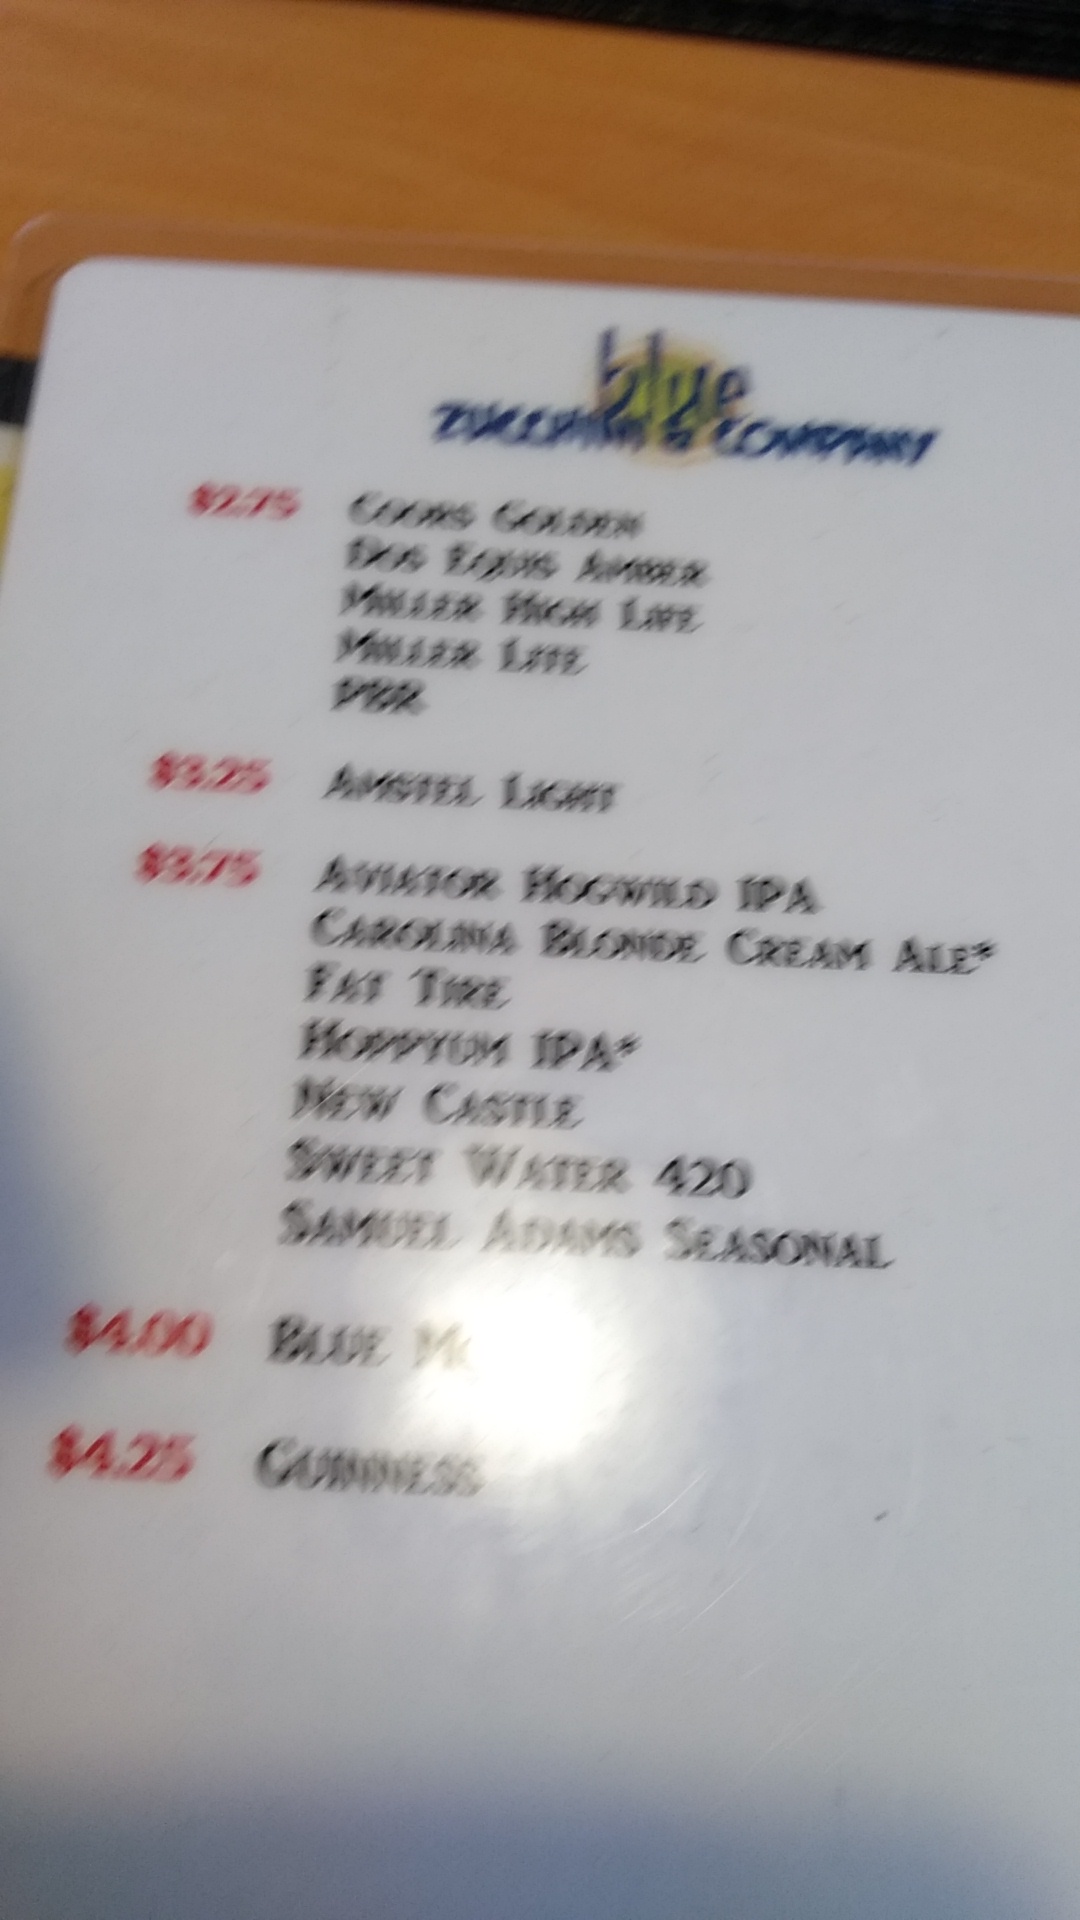 blue
ZUCCHINI & COMPANY
$2.75 COORS GOLDEN
DOS EQUIS AMBER
MILLER HIGH LIFE
MILLER LITE
PBR
$3.25 AMSTEL LIGHT
$3.75 AVIATOR HOGWILD IPA
CAROLINA BLONDE CREAM ALE*
FAT TIRE
HOPPYUM IPA*
NEW CASTLE
SWEET WATER 420
SAMUEL ADAMS SEASONAL
$4.00 BLUE
$4.25 GUINNESS